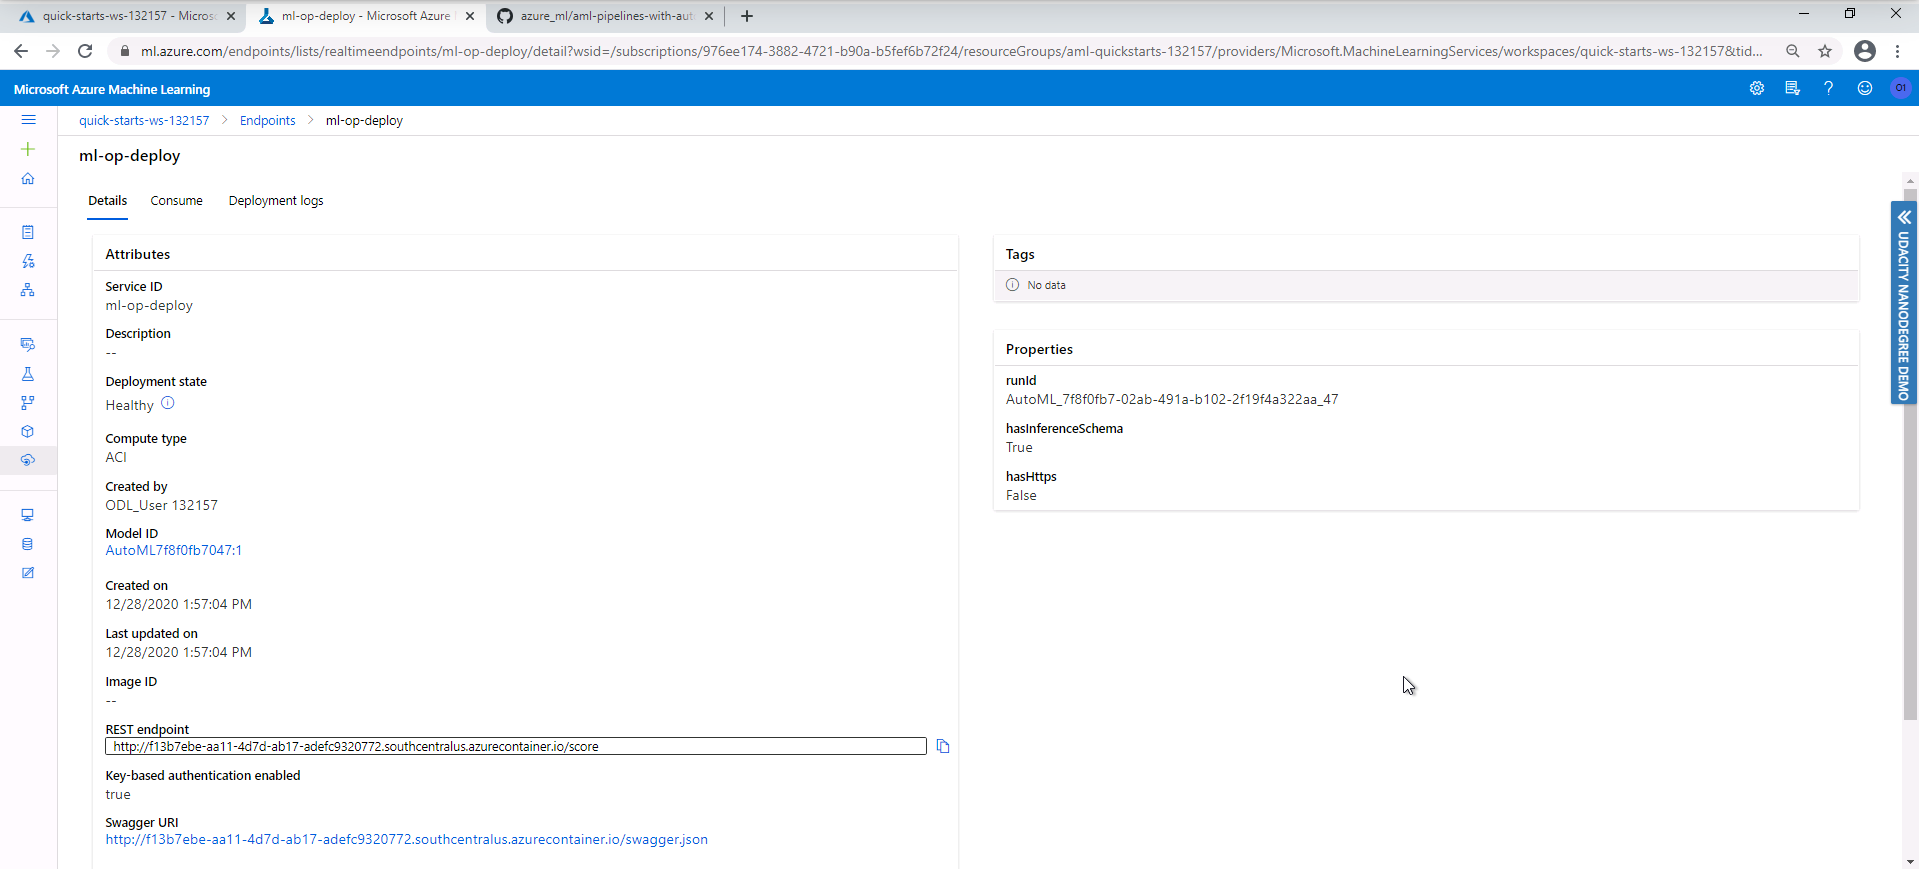 quick-starts-ws-132157 - Micros
ml-op-deploy - Microsoft Azure
azure_ml/aml-pipelines-with-aut
ml.azure.com/endpoints/lists/realtimeendpoints/ml-op-deploy/detail?wsid=/subscriptions/976ee174-3882-4721-b90a-b5fef6b72f24/resourceGroups/aml-quickstarts-132157/providers/Microsoft.MachineLearningServices/workspaces/quick-starts-ws-132157&tid...
Microsoft Azure Machine Learning
O1
quick-starts-ws-132157 > Endpoints > ml-op-deploy
ml-op-deploy
Details Consume Deployment logs
Attributes
Service ID
ml-op-deploy
Description
--
Deployment state
Healthy
Compute type
ACI
Created by
ODL_User 132157
Model ID
AutoML7f8f0fb7047:1
Created on
12/28/2020 1:57:04 PM
Last updated on
12/28/2020 1:57:04 PM
Image ID
--
REST endpoint
http://f13b7ebe-aa11-4d7d-ab17-adefc9320772.southcentralus.azurecontainer.io/score
Key-based authentication enabled
true
Swagger URI
http://f13b7ebe-aa11-4d7d-ab17-adefc9320772.southcentralus.azurecontainer.io/swagger.json
Tags
No data
Properties
runId
AutoML_7f8f0fb7-02ab-491a-b102-2f19f4a322aa_47
hasInferenceSchema
True
hasHttps
False
UDACITY NANODEGREE DEMO